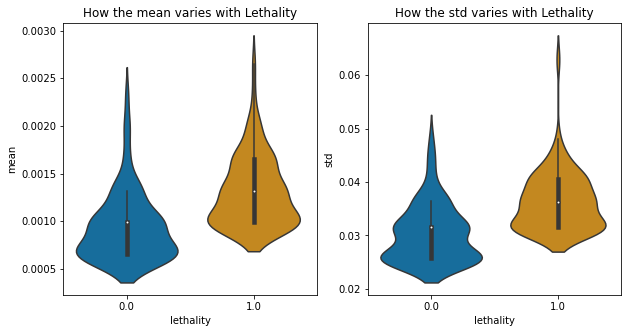 How the mean varies with Lethality
mean
0.0030
0.0025
0.0020
0.0015
0.0010
0.0005
0.0 1.0
lethality
How the std varies with Lethality
std
0.06
0.05
0.04
0.03
0.02
0.0 1.0
lethality